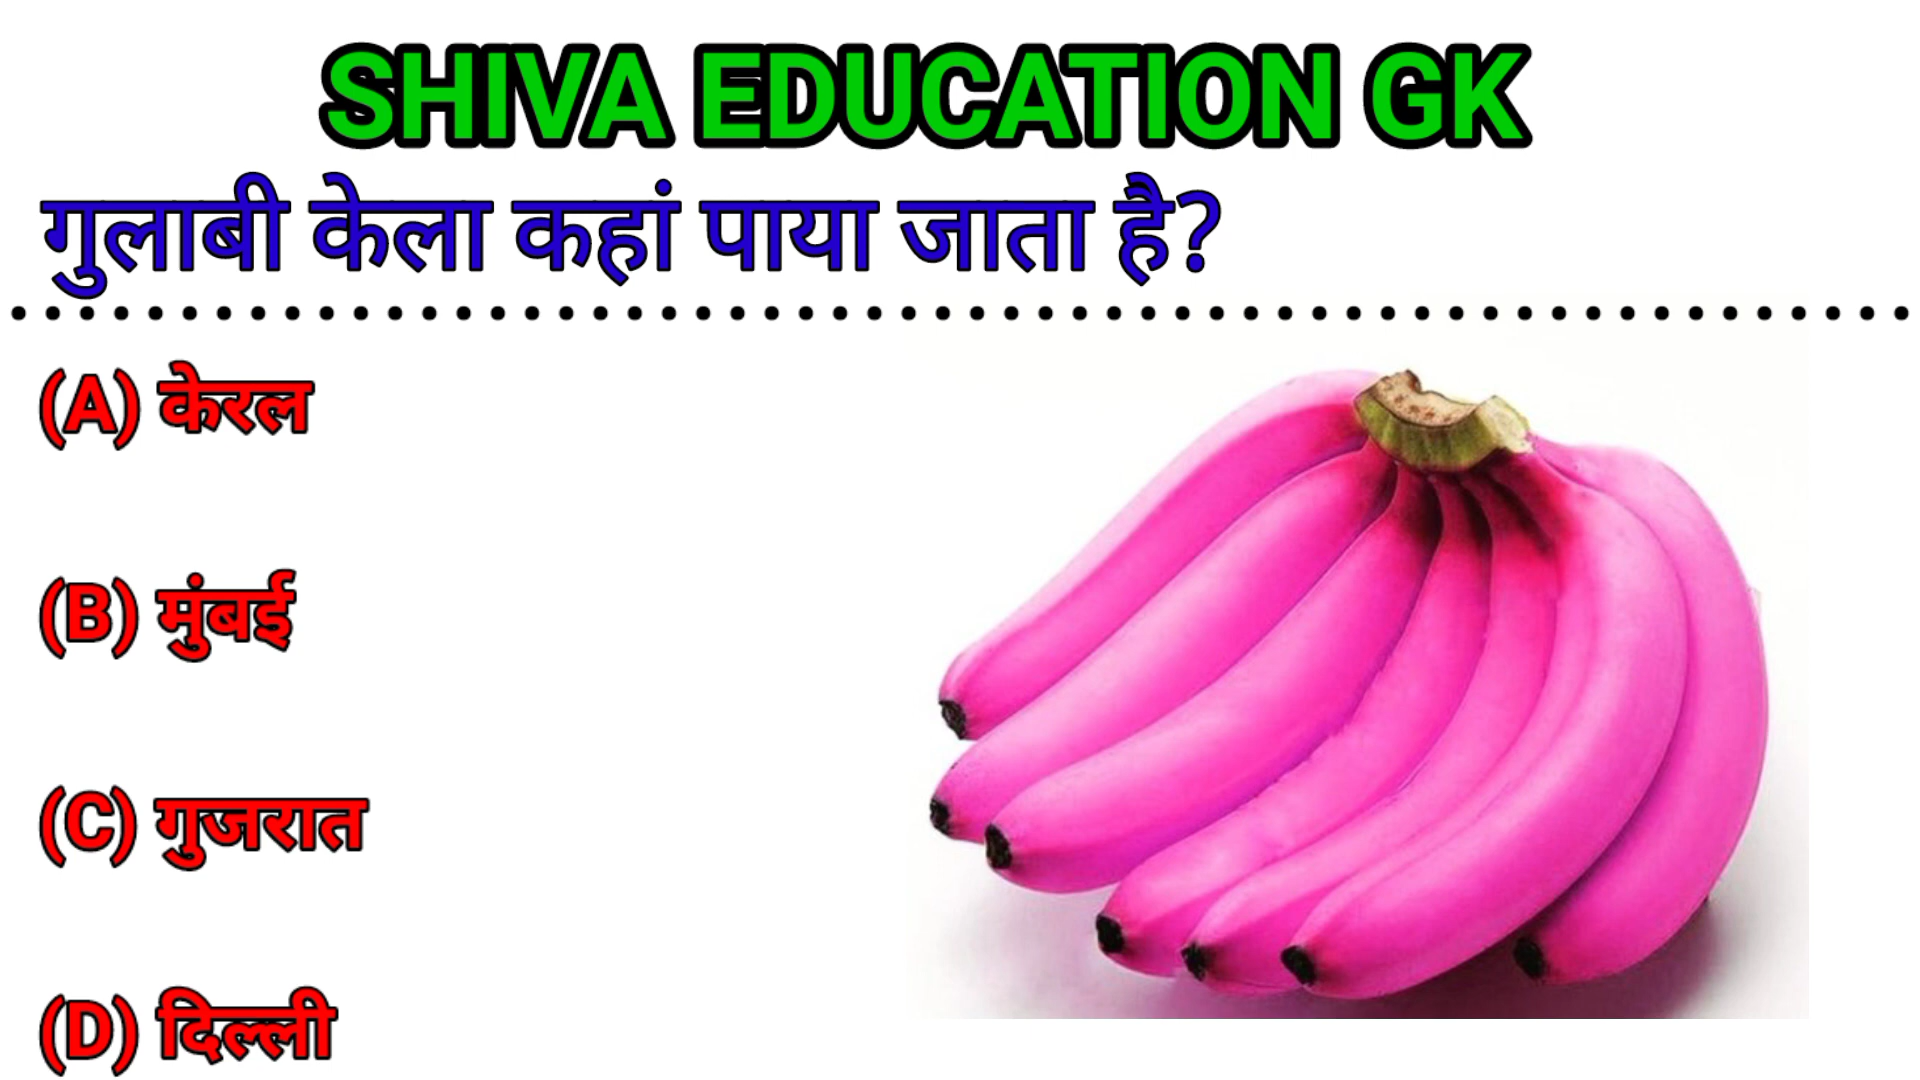 SHIVA EDUCATION GK
गुलाबी केला कहां पाया जाता है?
(A) केरल
(B) मुंबई
(C) गुजरात
(D) दिल्ली